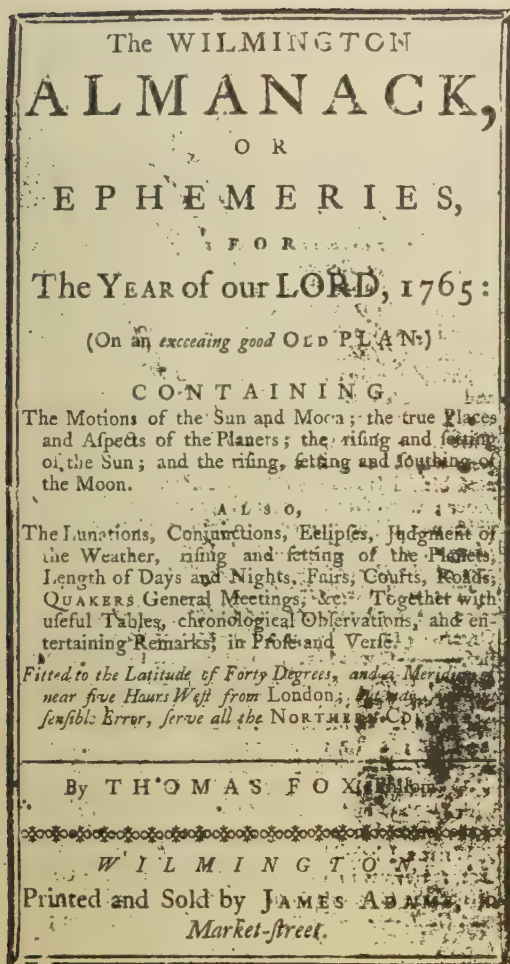 The WILMINGTON
ALMANACK,
OR
EPHEMERIES,
FOR
The YEAR of our LORD, 1765:
(On an exceeding good OLD PLAN:)
CONTAINING,
The Motions of the Sun and Moon; the true Places
and Aſpects of the Planets; the riſing and ſetting
of the Sun; and the riſing, ſetting and ſouthing of
the Moon.
ALSO,
The Lunations, Conjunctions, Eclipſes, Judgment of
the Weather, riſing and ſetting of the Planets,
Length of Days and Nights, Fairs, Courts, Roads,
QUAKERS General Meetings, &c. Together with
uſeful Tables, chronological Obſervations, and en-
tertaining Remarks, in Proſe and Verſe.
Fitted to the Latitude of Forty Degrees, and a Meridian of
near five Hours Weſt from London;
ſenſible Error, ſerve all the NORTHERN COLONIES.
By THOMAS FOX, Philom.
WILMINGTON,
Printed and Sold by JAMES ADAMS, in
Market-ſtreet.